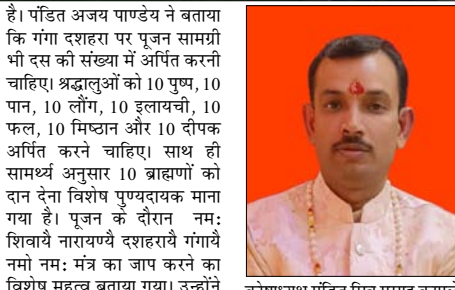 है। पंडित अजय पाण्डेय ने बताया
कि गंगा दशहरा पर पूजन सामग्री
भी दस की संख्या में अर्पित करनी
चाहिए। श्रद्धालुओं को 10 पुष्प, 10
पान, 10 लौंग, 10 इलायची, 10
फल, 10 मिष्ठान और 10 दीपक
अर्पित करने चाहिए। साथ ही
सामर्थ्य अनुसार 10 ब्राह्मणों को
दान देना विशेष पुण्यदायक माना
गया है। पूजन के दौरान नम:
शिवायै नारायण्यै दशहरायै गंगायै
नमो नम: मंत्र का जाप करने का
विशेष महत्व बताया गया। उन्होंने